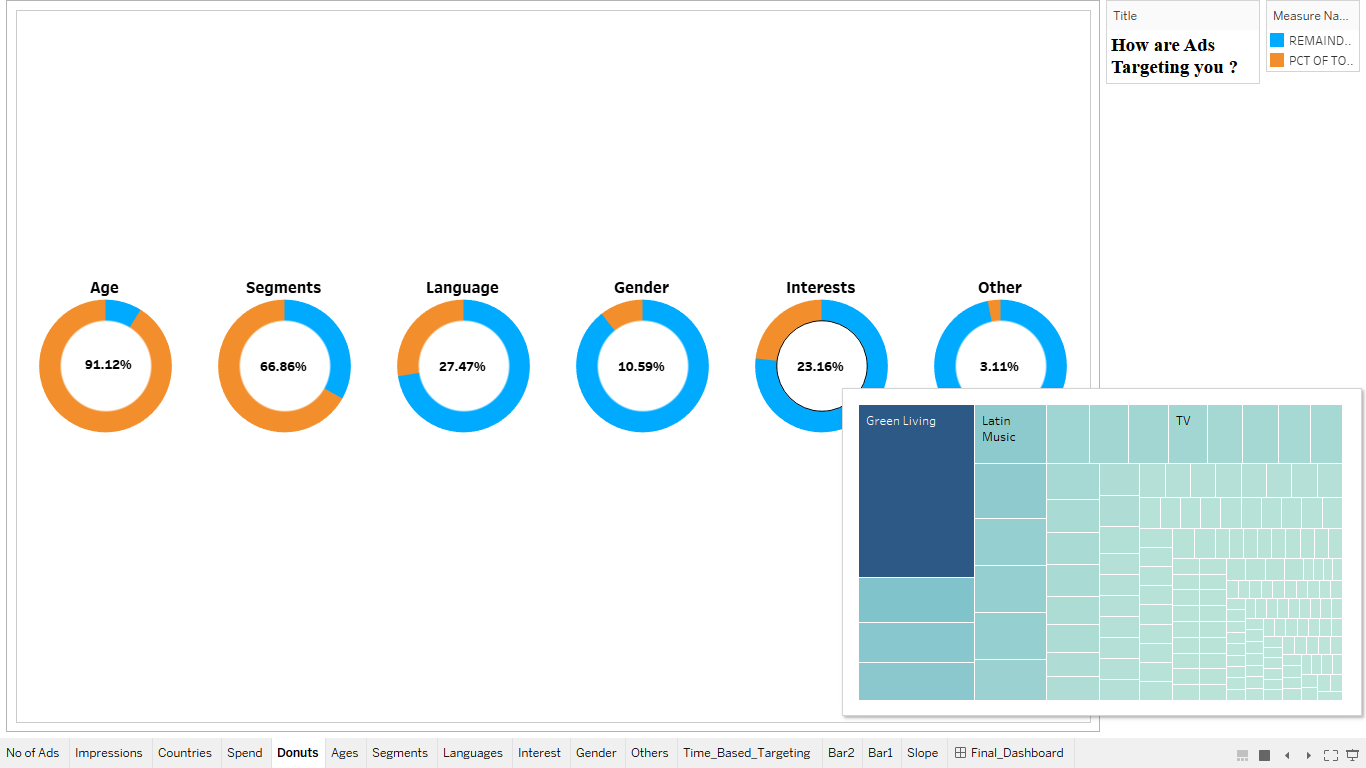 Title
Measure Na...
How are Ads
Targeting you ?
REMAIND..
PCT OF TO..
Age
Segments
Language
Gender
Interests
Other
91.12%
66.86%
27.47%
10.59%
23.16%
3.11%
Green Living
Latin
Music
TV
No of Ads
Impressions
Countries
Spend
Donuts
Ages
Segments
Languages
Interest
Gender
Others
Time_Based_Targeting
Bar2
Bar1
Slope
Final_Dashboard